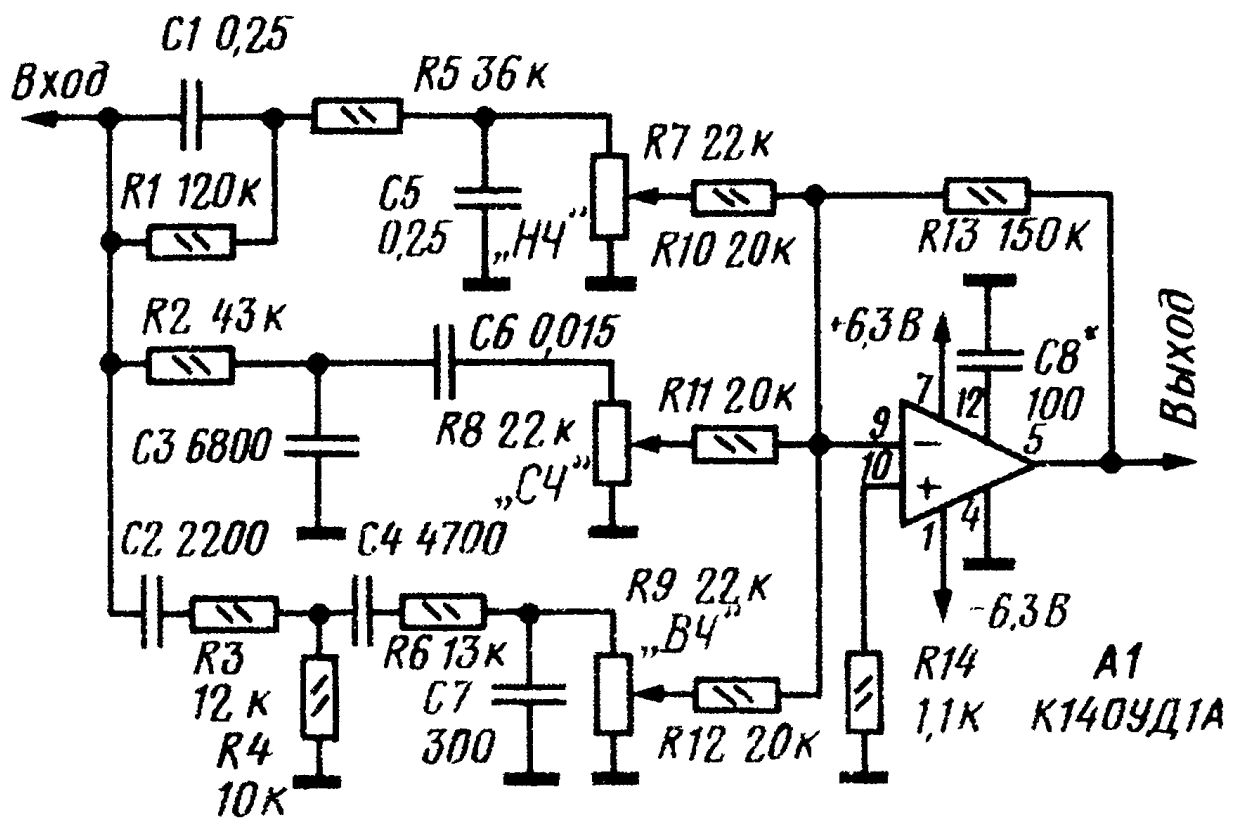 C1 0,25
Вход
R5 36 к
R1 120 к
C5
0,25
„НЧ”
R7 22 к
R10 20 к
R13 150 к
R2 43 к
C6 0,015
+6,3 В
C8*
100
Выход
R11 20 к
7
12
9
5
10
C3 6800
R8 22 к
„СЧ”
−
+
1
4
C2 2200
C4 4700
R9 22 к
„ВЧ”
−6,3 В
R3
12 к
R6 13 к
C7
300
R4
10 к
R12 20 к
R14
1,1 к
А1
К140УД1А